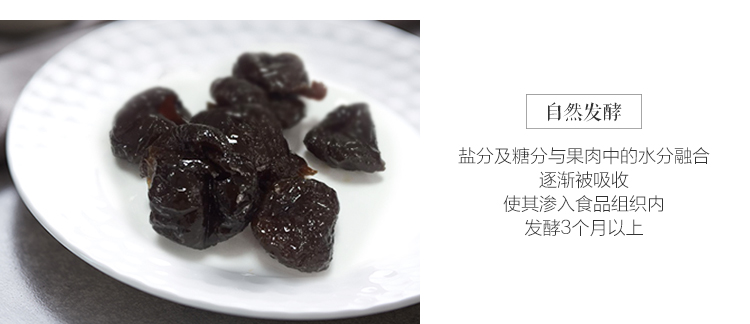 自然发酵
盐分及糖分与果肉中的水分融合
逐渐被吸收
使其渗入食品组织内
发酵3个月以上